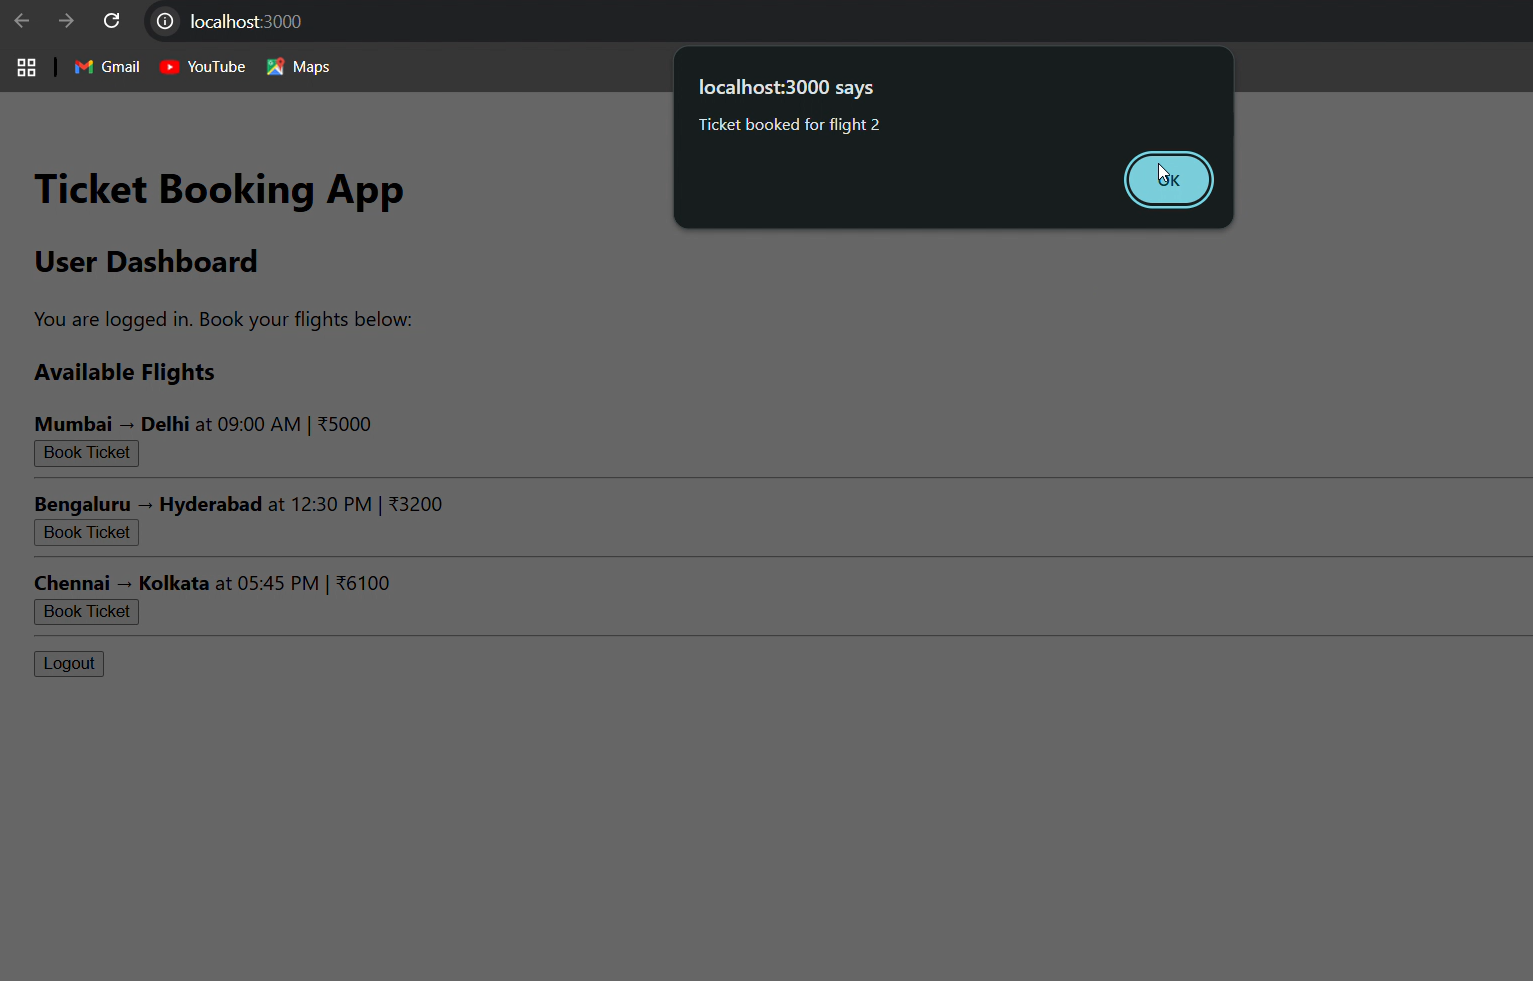 localhost:3000
Gmail YouTube Maps
localhost:3000 says
Ticket booked for flight 2
OK
Ticket Booking App
User Dashboard
You are logged in. Book your flights below:
Available Flights
Mumbai → Delhi at 09:00 AM | ₹5000
Book Ticket
Bengaluru → Hyderabad at 12:30 PM | ₹3200
Book Ticket
Chennai → Kolkata at 05:45 PM | ₹6100
Book Ticket
Logout